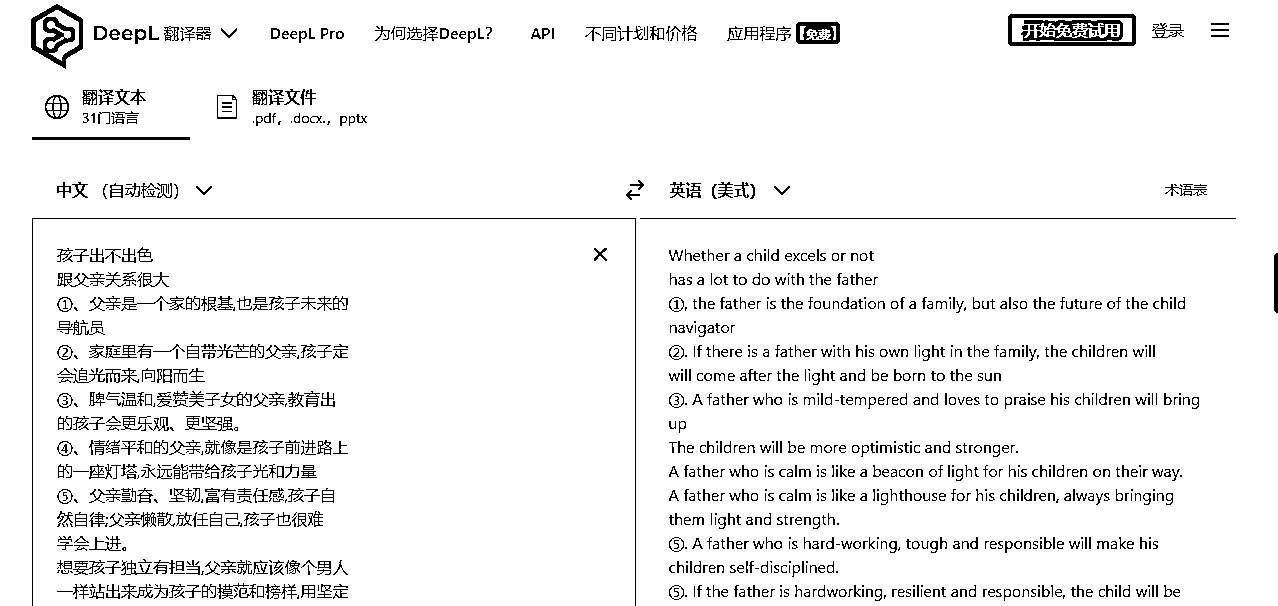 DeepL 翻译器 DeepL Pro 为何选择DeepL? API 不同计划和价格 应用程序 【免费】 开始免费试用 登录
翻译文本
31门语言
翻译文件
.pdf，.docx.，pptx
中文 （自动检测）
英语 (美式)
术语表
孩子出不出色
跟父亲关系很大
①、父亲是一个家的根基,也是孩子未来的
导航员
②、家庭里有一个自带光芒的父亲,孩子定
会追光而来,向阳而生
③、脾气温和,爱赞美子女的父亲,教育出
的孩子会更乐观、更坚强。
④、情绪平和的父亲,就像是孩子前进路上
的一座灯塔,永远能带给孩子光和力量
⑤、父亲勤奋、坚韧,富有责任感,孩子自
然自律;父亲懒散,放任自己,孩子也很难
学会上进。
想要孩子独立有担当,父亲就应该像个男人
一样站出来成为孩子的模范和榜样,用坚定
Whether a child excels or not
has a lot to do with the father
①, the father is the foundation of a family, but also the future of the child
navigator
②. If there is a father with his own light in the family, the children will
will come after the light and be born to the sun
③. A father who is mild-tempered and loves to praise his children will bring
up
The children will be more optimistic and stronger.
A father who is calm is like a beacon of light for his children on their way.
A father who is calm is like a lighthouse for his children, always bringing
them light and strength.
⑤. A father who is hard-working, tough and responsible will make his
children self-disciplined.
⑤. If the father is hardworking, resilient and responsible, the child will be